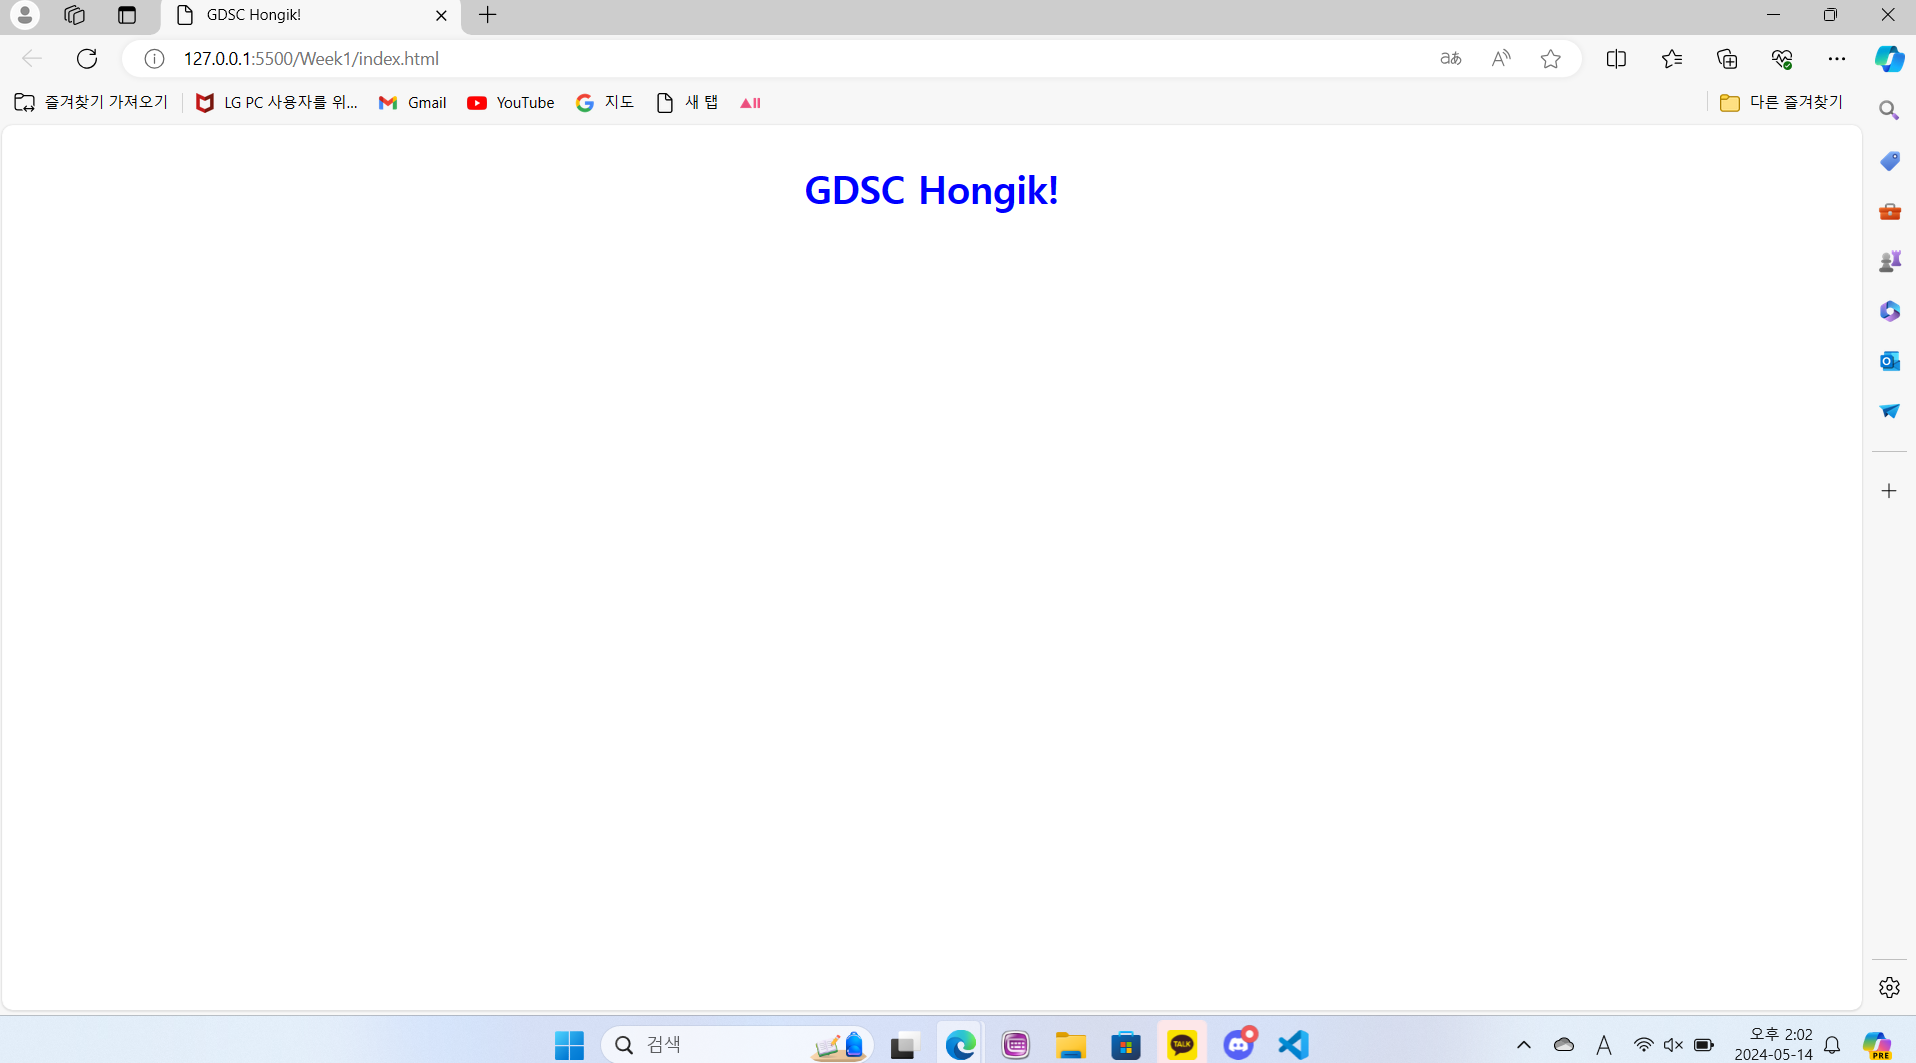 GDSC Hongik!
127.0.0.1:5500/Week1/index.html
즐겨찾기 가져오기
LG PC 사용자를 위...
Gmail
YouTube
지도
새 탭
다른 즐겨찾기
GDSC Hongik!
검색
TALK
A
오후 2:02
2024-05-14
PRE